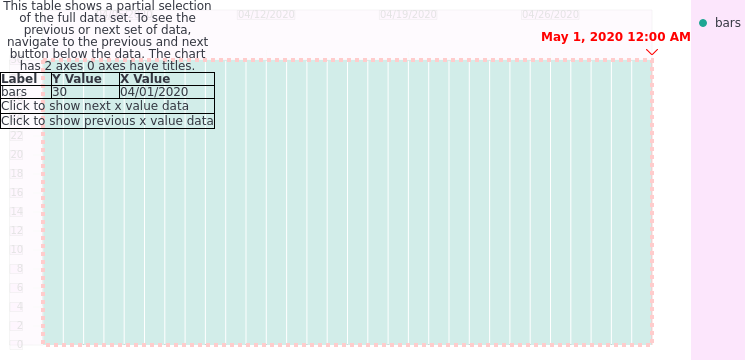 This table shows a partial selection
of the full data set. To see the
previous or next set of data,
navigate to the previous and next
button below the data. The chart
has 2 axes 0 axes have titles.
Label Y Value X Value
bars 30 04/01/2020
Click to show next x value data
Click to show previous x value data
04/12/2020 04/19/2020 04/26/2020
May 1, 2020 12:00 AM
bars
22
20
18
16
14
12
10
8
6
4
2
0